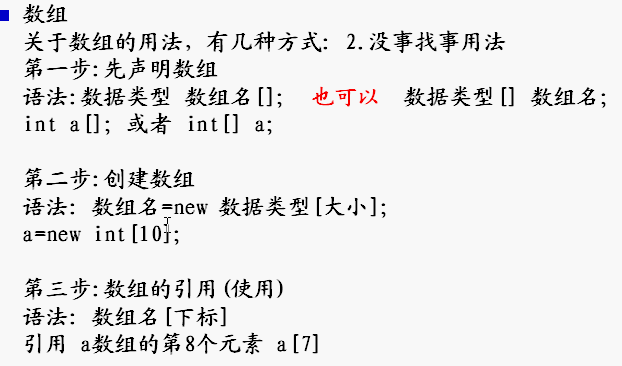 数组
关于数组的用法，有几种方式：2.没事找事用法
第一步:先声明数组
语法:数据类型 数组名[]; 也可以 数据类型[] 数组名;
int a[]; 或者 int[] a;
第二步:创建数组
语法: 数组名=new 数据类型[大小];
a=new int[10];
第三步:数组的引用(使用)
语法: 数组名[下标]
引用 a数组的第8个元素 a[7]